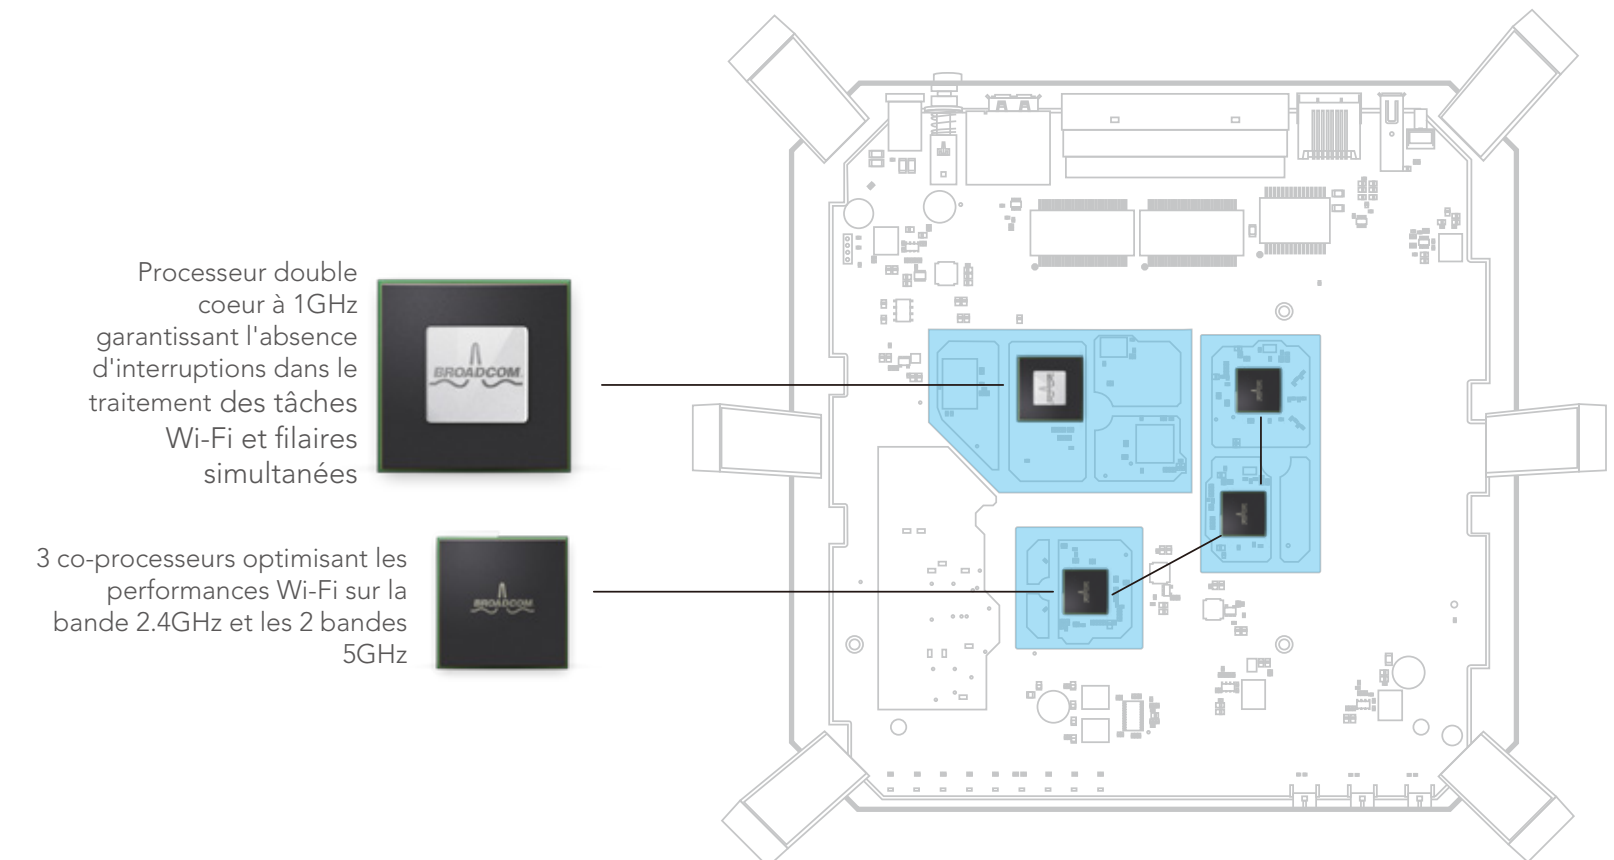 Processeur double
coeur à 1GHz
garantissant l'absence
d'interruptions dans le
traitement des tâches
Wi-Fi et filaires
simultanées
BROADCOM
3 co-processeurs optimisant les
performances Wi-Fi sur la
bande 2.4GHz et les 2 bandes
5GHz
BROADCOM